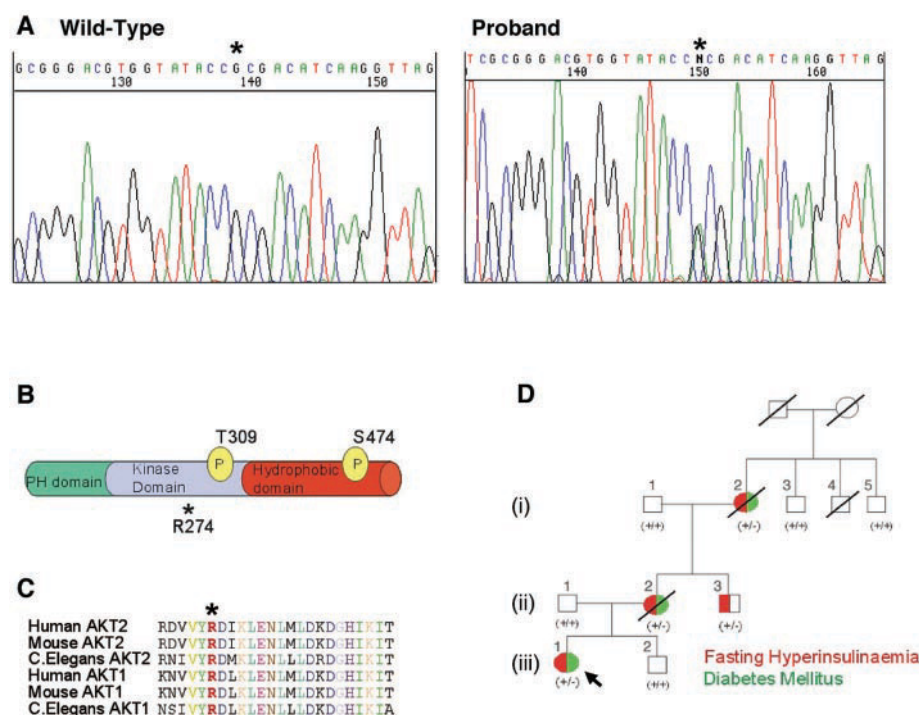 A Wild-Type Proband
*
GCGGGACGTGGTATACCGCGACATCAAGGTTAG
130 140 150
*
TCGCGGGACGTGGTATACCNCGACATCAAGGTTAG
140 150 160
B
T309 S474
P P
PH domain Kinase Domain Hydrophobic domain
*
R274
C
*
Human AKT2 RDVVYRDIKLENLMLDKDGHIKIT
Mouse AKT2 RDVVYRDIKLENLMLDKDGHIKIT
C.Elegans AKT2 RNIVYRDMKLENLLLDRDGHIKIT
Human AKT1 KNVVYRDLKLENLMLDKDGHIKIT
Mouse AKT1 KNVVYRDLKLENLMLDKDGHIKIT
C.Elegans AKT1 NSIVYRDLKLENLLLDKDGHIKIA
D
(i) 1 2 3 4 5
(+/+) (+/-) (+/+) (+/+)
(ii) 1 2 3
(+/+) (+/-) (+/-)
(iii) 1 2
(+/-) (+/+)
Fasting Hyperinsulinaemia
Diabetes Mellitus